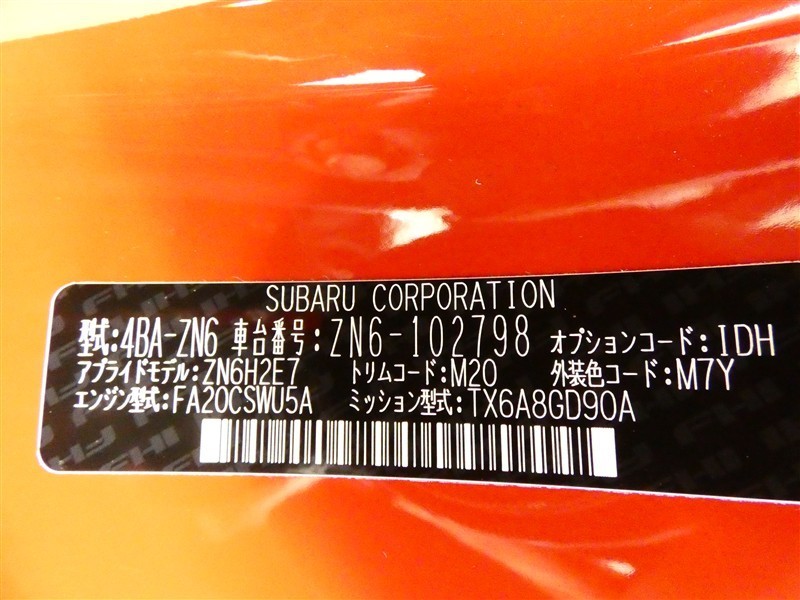 SUBARU CORPORATION
型式:4BA-ZN6 車台番号:ZN6-102798 オプションコード:IDH
アプライドモデル:ZN6H2E7 トリムコード:M20 外装色コード:M7Y
エンジン型式:FA20CSWU5A ミッション型式:TX6A8GD90A